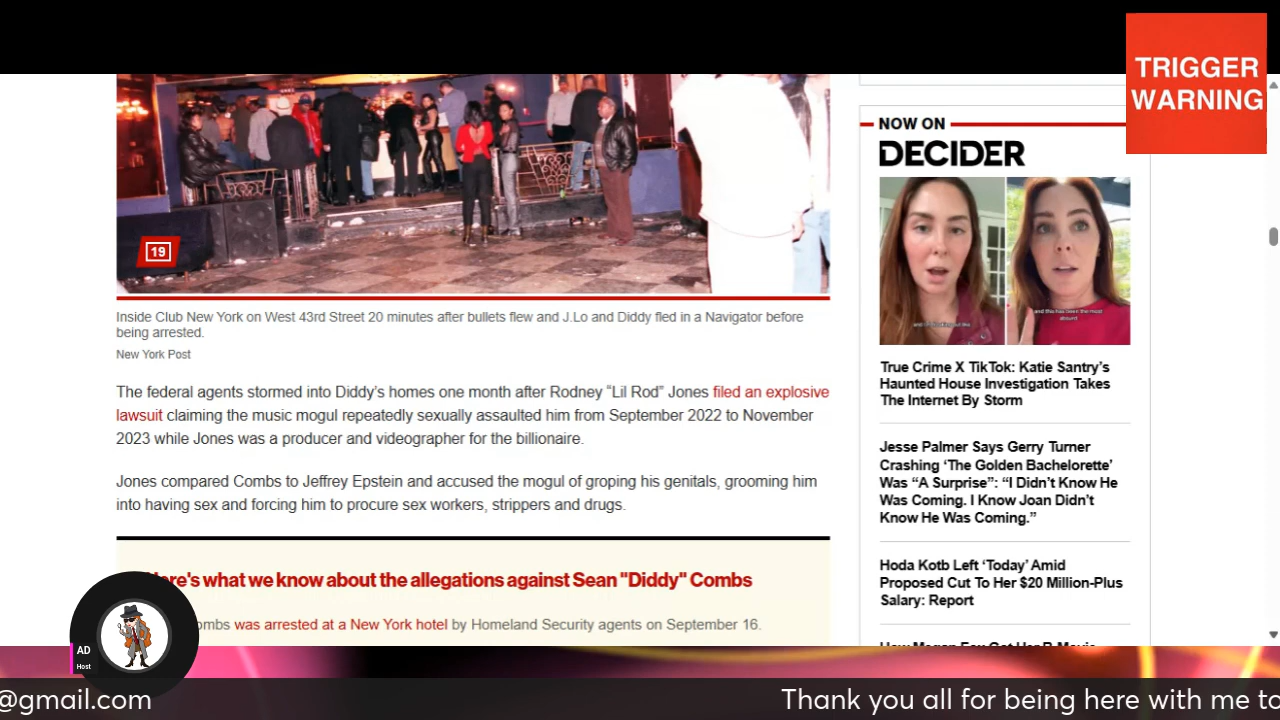 TRIGGER
WARNING
19
Inside Club New York on West 43rd Street 20 minutes after bullets flew and J.Lo and Diddy fled in a Navigator before
being arrested.
New York Post
The federal agents stormed into Diddy's homes one month after Rodney “Lil Rod” Jones filed an explosive
lawsuit claiming the music mogul repeatedly sexually assaulted him from September 2022 to November
2023 while Jones was a producer and videographer for the billionaire.
Jones compared Combs to Jeffrey Epstein and accused the mogul of groping his genitals, grooming him
into having sex and forcing him to procure sex workers, strippers and drugs.
ere's what we know about the allegations against Sean "Diddy" Combs
ombs was arrested at a New York hotel by Homeland Security agents on September 16.
NOW ON
DECIDER
and this has been the most
absurd
True Crime X TikTok: Katie Santry’s
Haunted House Investigation Takes
The Internet By Storm
Jesse Palmer Says Gerry Turner
Crashing ‘The Golden Bachelorette’
Was “A Surprise”: “I Didn’t Know He
Was Coming. I Know Joan Didn’t
Know He Was Coming.”
Hoda Kotb Left ‘Today’ Amid
Proposed Cut To Her $20 Million-Plus
Salary: Report
AD
Host
@gmail.com
Thank you all for being here with me to